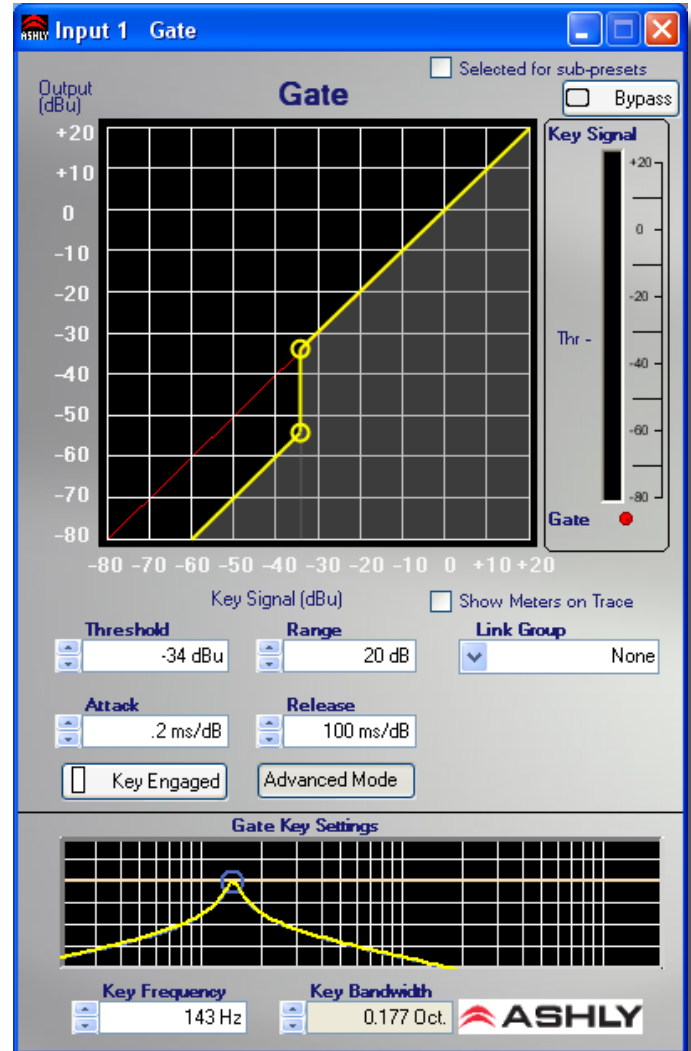 ASHLY Input 1 Gate
Selected for sub-presets
Output
(dBu)
Gate
Bypass
Key Signal
+20
+10
0
-10
-20
-30
-40
-50
-60
-70
-80
+20
0
-20
Thr -
-40
-60
-80
Gate
-80 -70 -60 -50 -40 -30 -20 -10 0 +10 +20
Key Signal (dBu)
Show Meters on Trace
Threshold Range Link Group
-34 dBu 20 dB None
Attack Release
.2 ms/dB 100 ms/dB
Key Engaged Advanced Mode
Gate Key Settings
Key Frequency Key Bandwidth
143 Hz 0.177 Oct. ASHLY